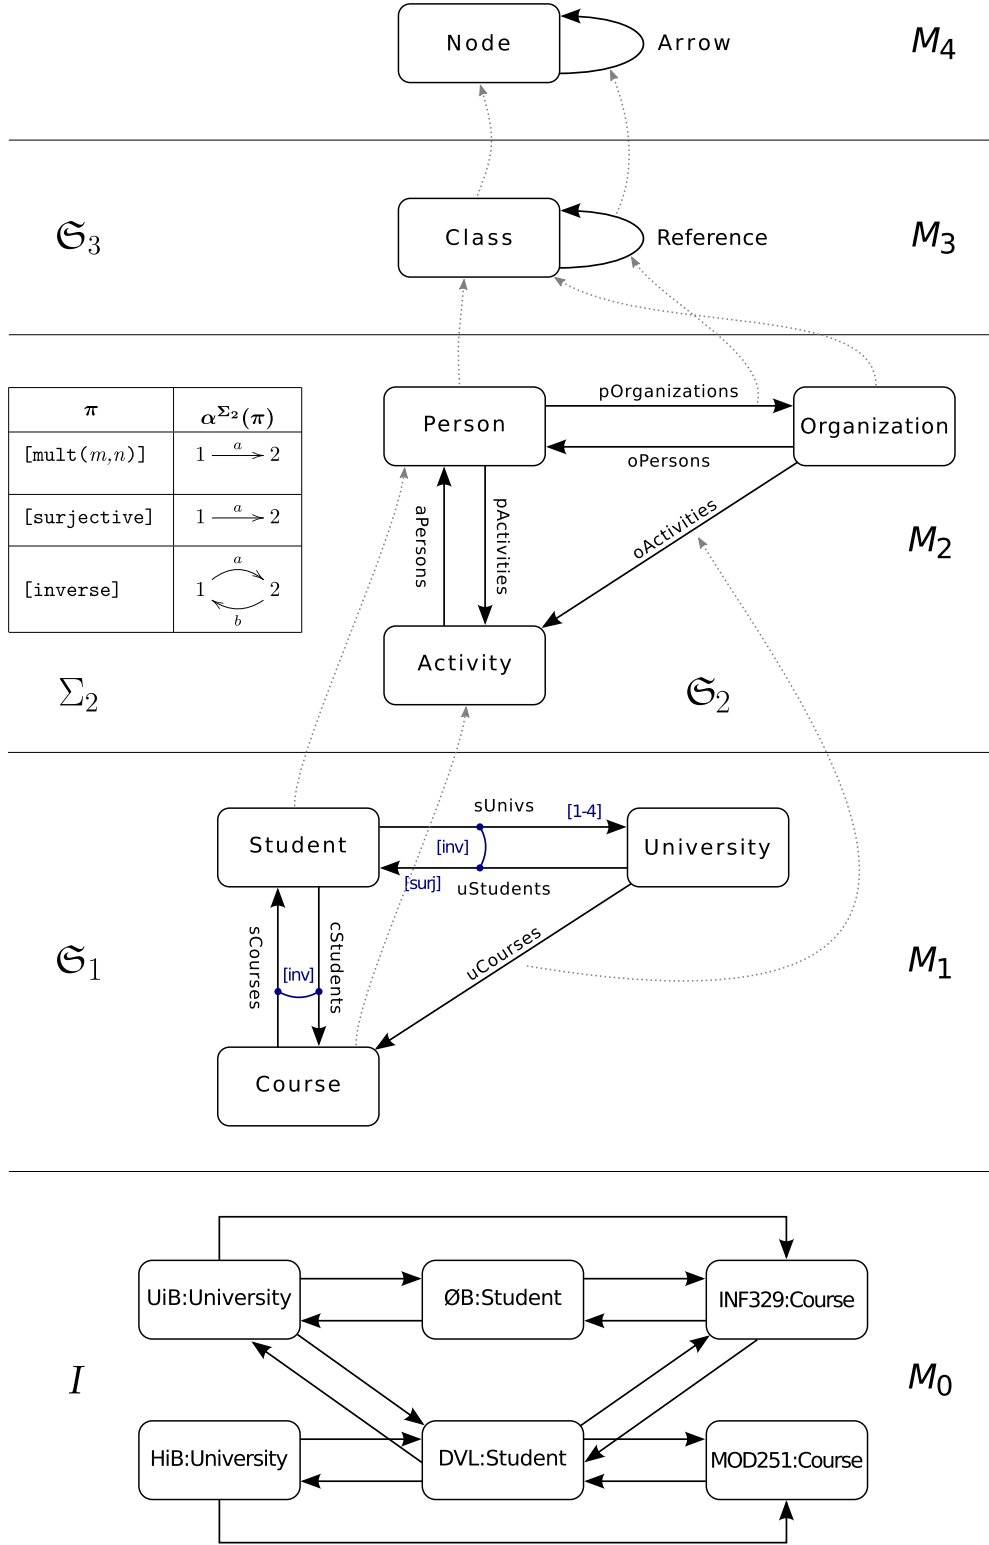 Node
Arrow
M4
𝔖3
Class
Reference
M3
π
α^Σ2(π)
[mult(m,n)]
1 a 2
[surjective]
1 a 2
[inverse]
a
1 2
b
Person
pOrganizations
Organization
oPersons
aPersons
pActivities
oActivities
M2
Activity
Σ2
𝔖2
sUnivs
[1-4]
Student
[inv]
University
[surj]
uStudents
sCourses
cStudents
uCourses
[inv]
𝔖1
M1
Course
UiB:University
ØB:Student
INF329:Course
I
M0
HiB:University
DVL:Student
MOD251:Course